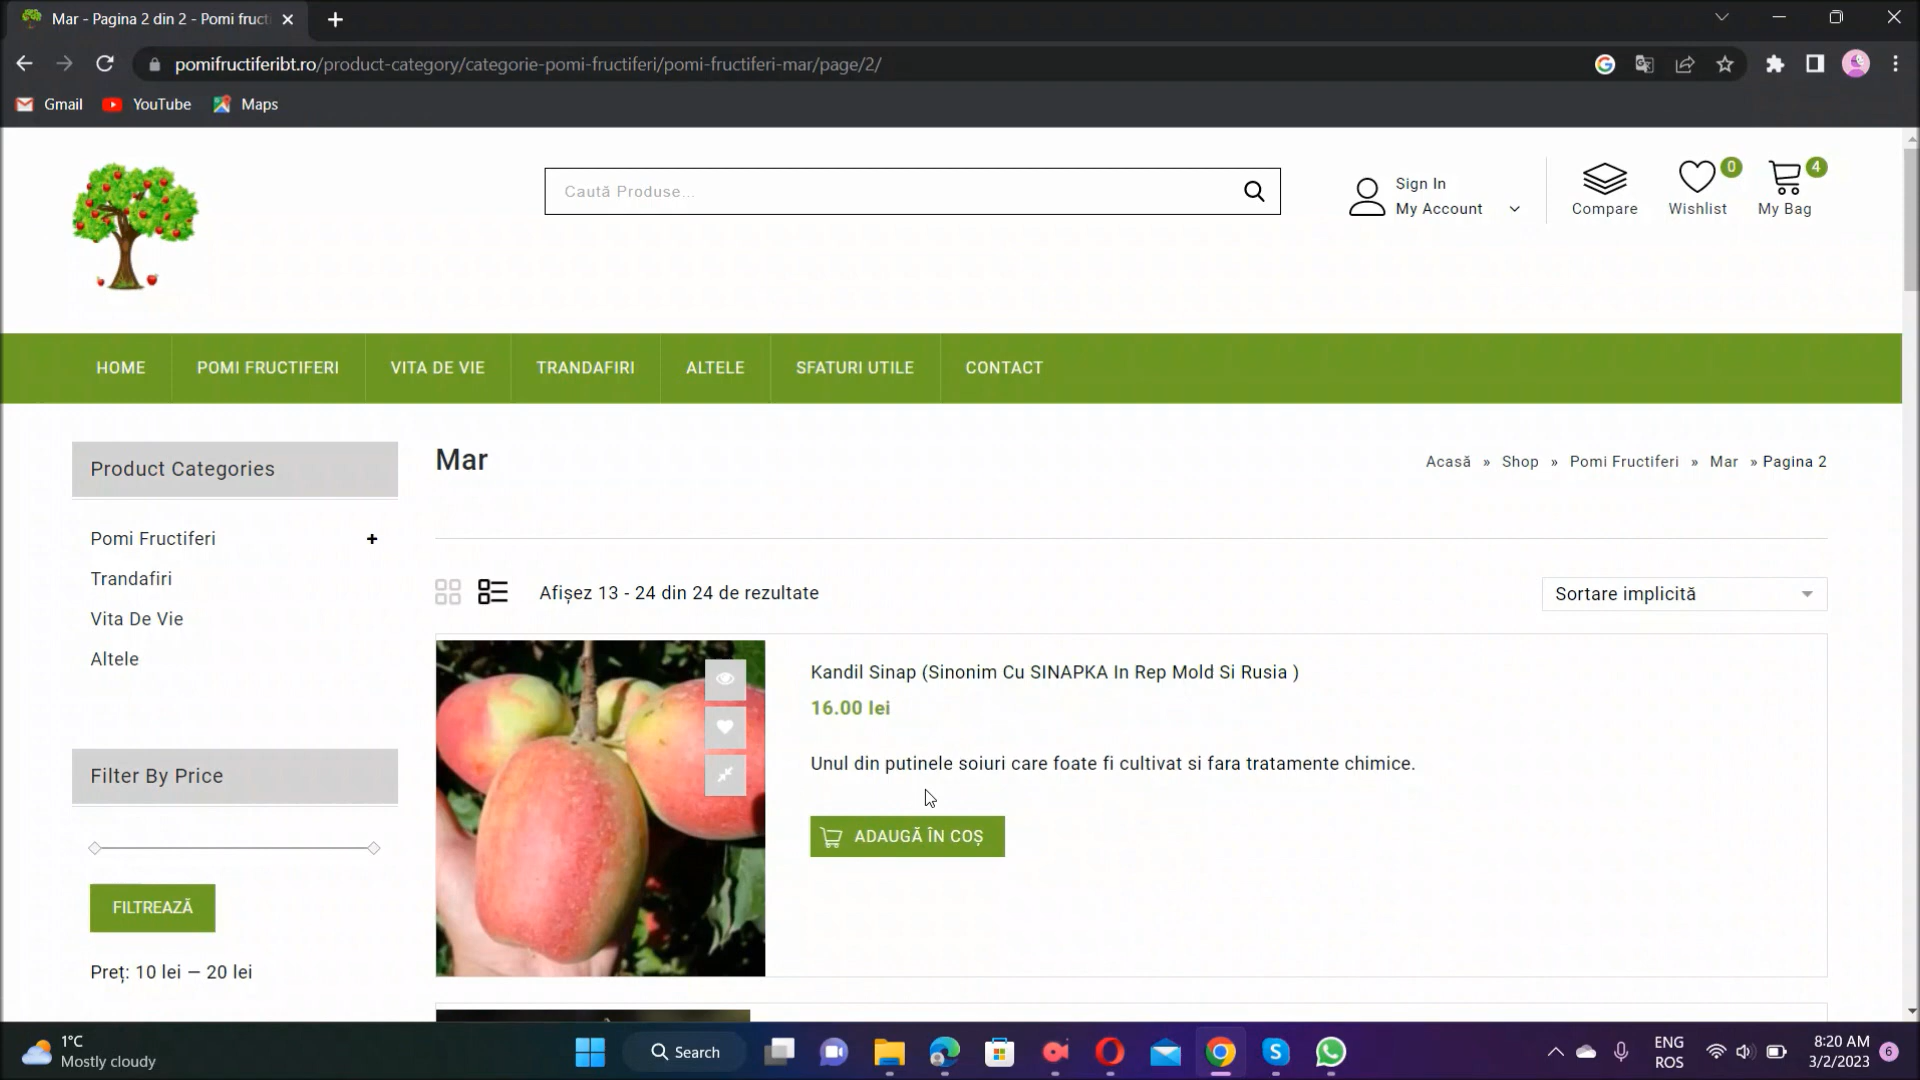 Mar - Pagina 2 din 2 - Pomi fructi
pomifructiferibt.ro/product-category/categorie-pomi-fructiferi/pomi-fructiferi-mar/page/2/
Gmail YouTube Maps
Caută Produse...
Sign In
My Account
Compare
0
Wishlist
4
My Bag
HOME POMI FRUCTIFERI VITA DE VIE TRANDAFIRI ALTELE SFATURI UTILE CONTACT
Product Categories
Pomi Fructiferi +
Trandafiri
Vita De Vie
Altele
Filter By Price
FILTREAZĂ
Preț: 10 lei — 20 lei
Mar
Acasă » Shop » Pomi Fructiferi » Mar » Pagina 2
Afișez 13 - 24 din 24 de rezultate
Sortare implicită
Kandil Sinap (Sinonim Cu SINAPKA In Rep Mold Si Rusia )
16.00 lei
Unul din putinele soiuri care foate fi cultivat si fara tratamente chimice.
ADAUGĂ ÎN COȘ
1°C
Mostly cloudy
Search
ENG
ROS
8:20 AM
3/2/2023
6